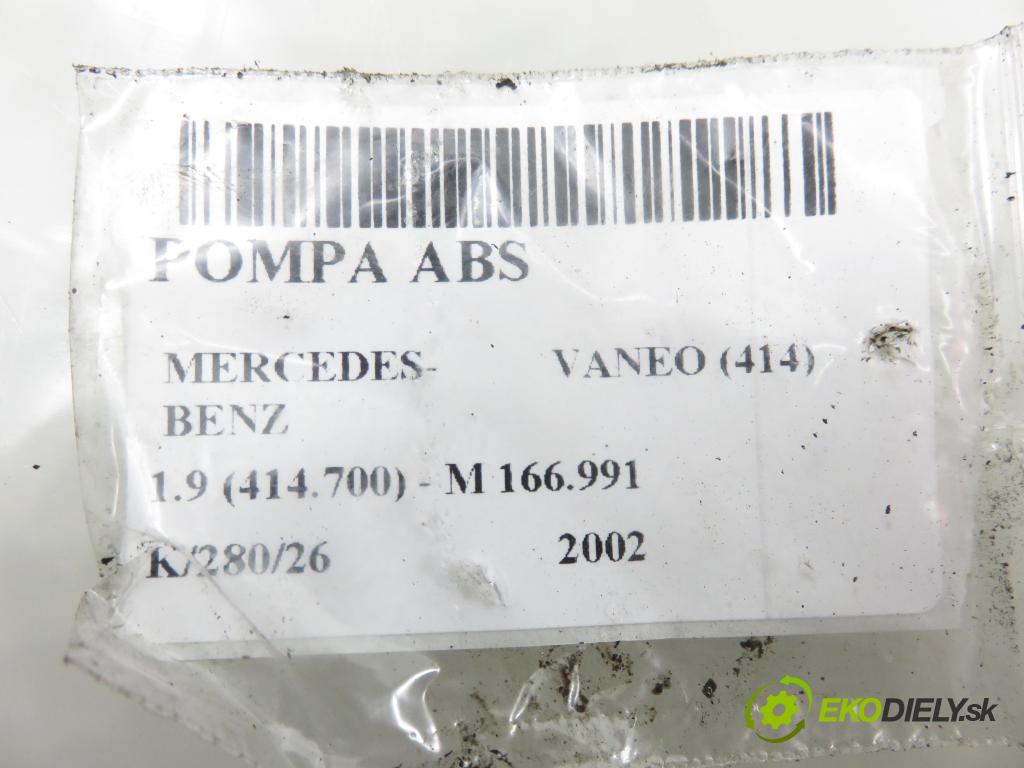 POMPA ABS
MERCEDES- VANEO (414)
BENZ
1.9 (414.700) - M 166.991
K/280/26 2002
EKODIELY.sk